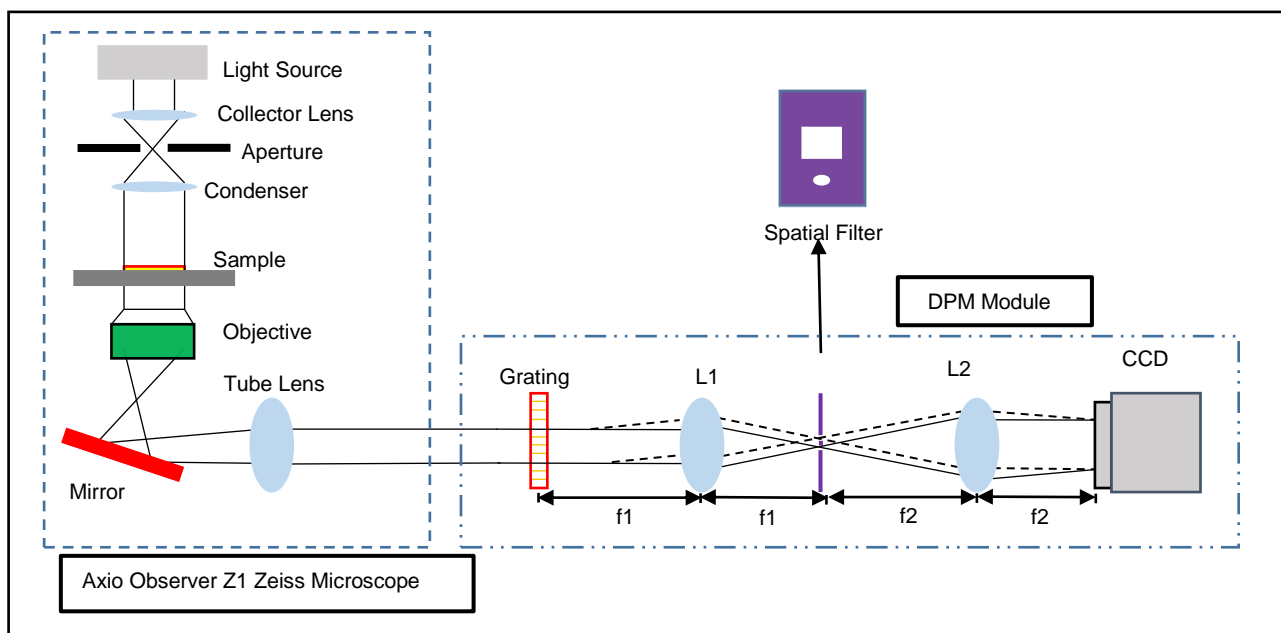 Light Source
Collector Lens
Aperture
Condenser
Sample
Objective
Tube Lens
Mirror
Axio Observer Z1 Zeiss Microscope
Spatial Filter
DPM Module
Grating
L1
L2
CCD
f1
f1
f2
f2